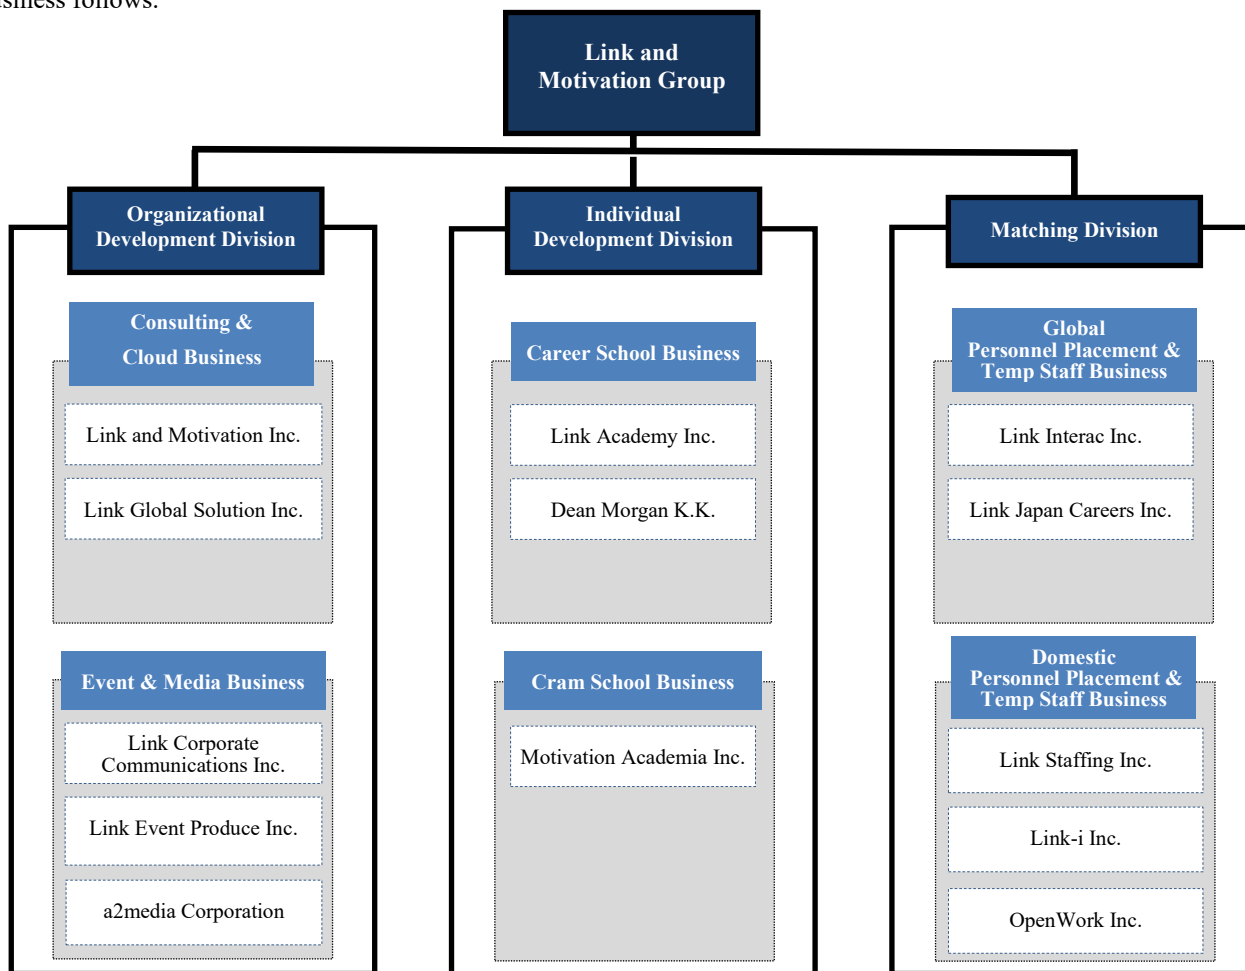 usiness follows.
Link and
Motivation Group
Organizational
Development Division
Individual
Development Division
Matching Division
Consulting &
Cloud Business
Link and Motivation Inc.
Link Global Solution Inc.
Event & Media Business
Link Corporate
Communications Inc.
Link Event Produce Inc.
a2media Corporation
Career School Business
Link Academy Inc.
Dean Morgan K.K.
Cram School Business
Motivation Academia Inc.
Global
Personnel Placement &
Temp Staff Business
Link Interac Inc.
Link Japan Careers Inc.
Domestic
Personnel Placement &
Temp Staff Business
Link Staffing Inc.
Link-i Inc.
OpenWork Inc.